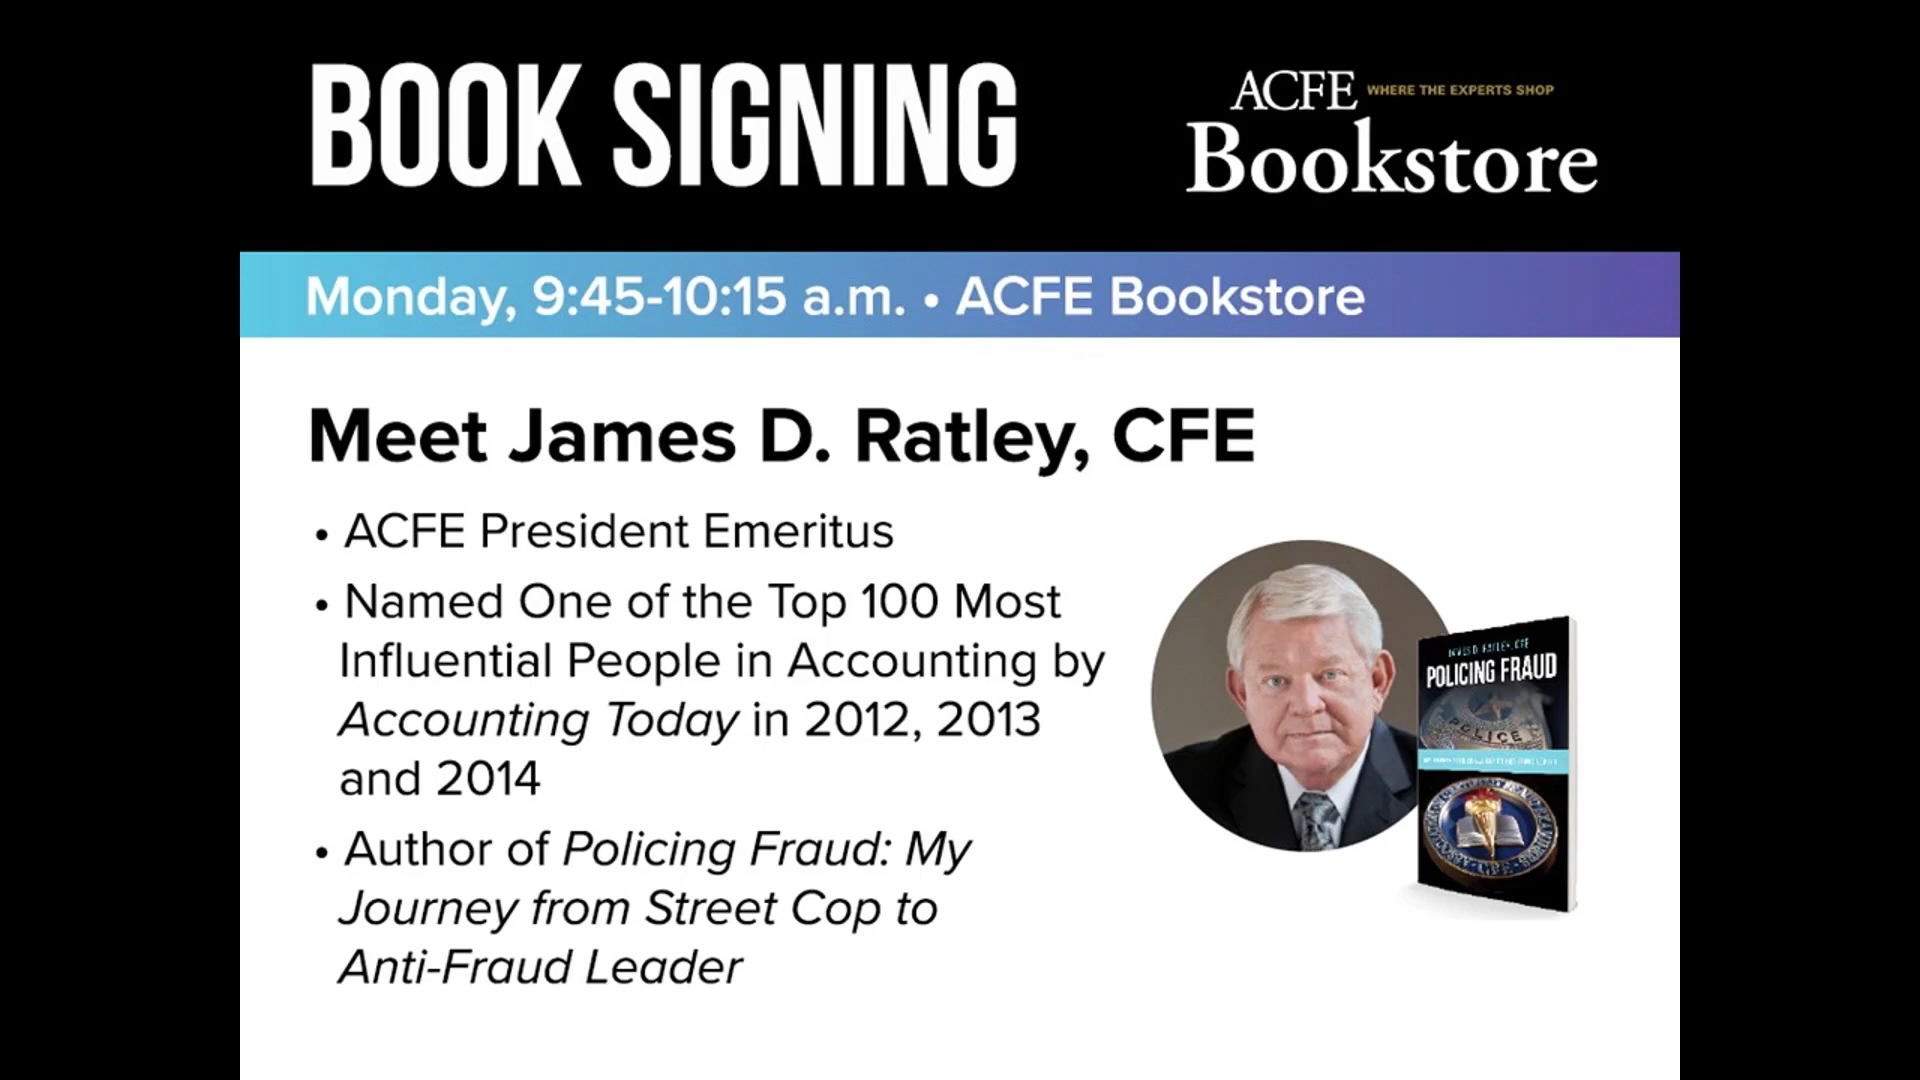 BOOK SIGNING
ACFE WHERE THE EXPERTS SHOP
Bookstore
Monday, 9:45-10:15 a.m. • ACFE Bookstore
Meet James D. Ratley, CFE
• ACFE President Emeritus
• Named One of the Top 100 Most
Influential People in Accounting by
Accounting Today in 2012, 2013
and 2014
• Author of Policing Fraud: My
Journey from Street Cop to
Anti-Fraud Leader
JAMES D. RATLEY, CFE
POLICING FRAUD
POLICE